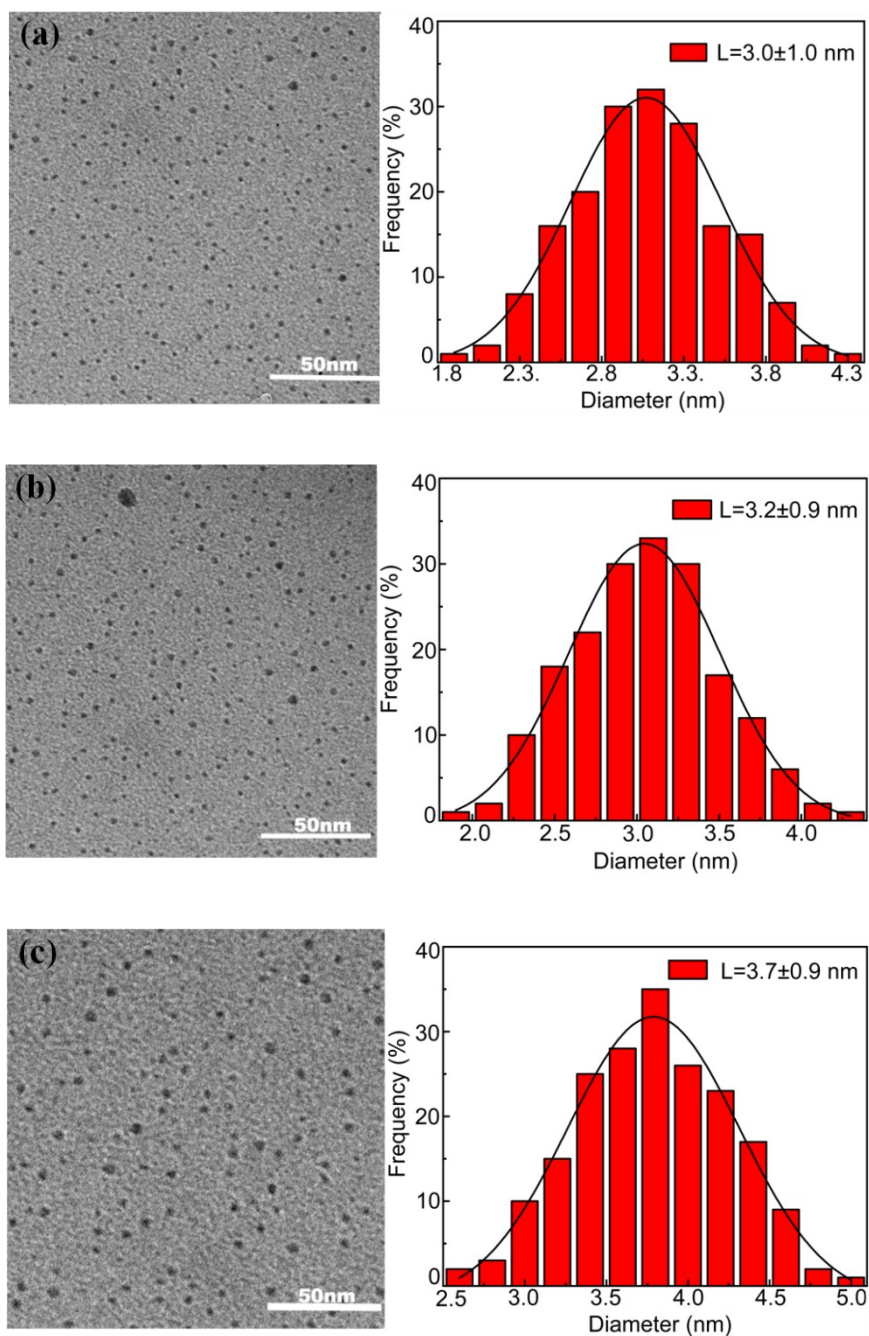 (a)
50nm
L=3.0±1.0 nm
Frequency (%)
40
30
20
10
0
1.8 2.3. 2.8 3.3. 3.8 4.3
Diameter (nm)
(b)
50nm
L=3.2±0.9 nm
Frequency (%)
40
30
20
10
0
2.0 2.5 3.0 3.5 4.0
Diameter (nm)
(c)
50nm
L=3.7±0.9 nm
Frequency (%)
40
30
20
10
0
2.5 3.0 3.5 4.0 4.5 5.0
Diameter (nm)